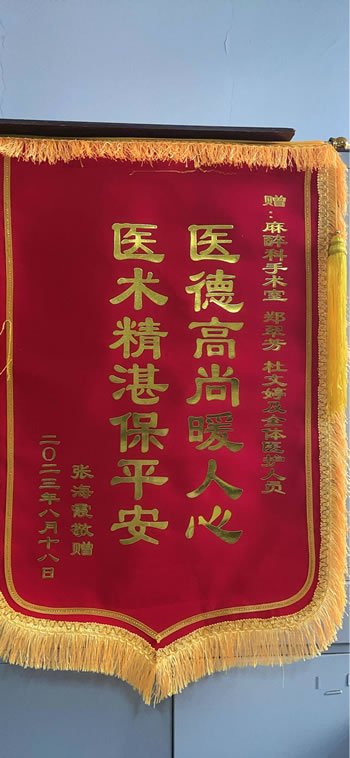 赠：麻醉科手术室 郑翠芳 杜文婷及全体医护人员
医德高尚暖人心
医术精湛保平安
张海霞敬赠
二〇二三年八月十八日